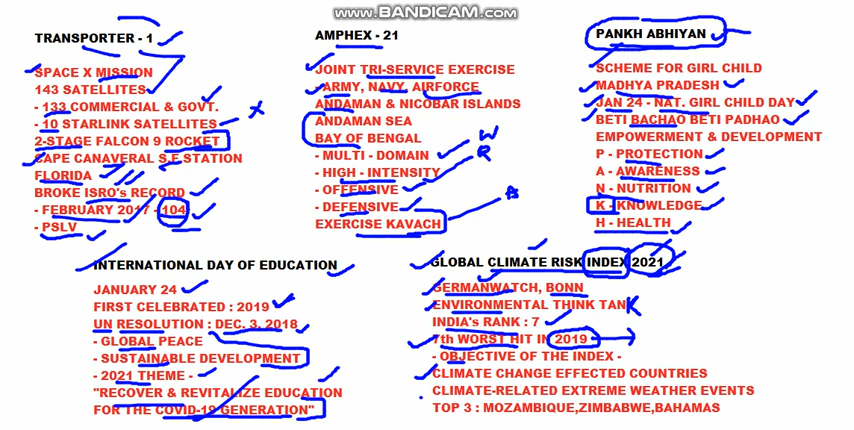 www.BANDICAM.com
TRANSPORTER - 1
SPACE X MISSION
143 SATELLITES
- 133 COMMERCIAL & GOVT.
- 10 STARLINK SATELLITES
2-STAGE FALCON 9 ROCKET
CAPE CANAVERAL S.F.STATION
FLORIDA
BROKE ISRO's RECORD
- FEBRUARY 2017 - 104
- PSLV
AMPHEX - 21
JOINT TRI-SERVICE EXERCISE
- ARMY, NAVY, AIRFORCE
ANDAMAN & NICOBAR ISLANDS
ANDAMAN SEA
BAY OF BENGAL
- MULTI - DOMAIN
- HIGH - INTENSITY
- OFFENSIVE
- DEFENSIVE
EXERCISE KAVACH
W
R
A
PANKH ABHIYAN
SCHEME FOR GIRL CHILD
MADHYA PRADESH
JAN 24 - NAT. GIRL CHILD DAY
BETI BACHAO BETI PADHAO
EMPOWERMENT & DEVELOPMENT
P - PROTECTION
A - AWARENESS
N - NUTRITION
K - KNOWLEDGE
H - HEALTH
INTERNATIONAL DAY OF EDUCATION
JANUARY 24
FIRST CELEBRATED : 2019
UN RESOLUTION : DEC. 3, 2018
- GLOBAL PEACE
- SUSTAINABLE DEVELOPMENT
- 2021 THEME -
"RECOVER & REVITALIZE EDUCATION
FOR THE COVID-19 GENERATION"
GLOBAL CLIMATE RISK INDEX 2021
GERMANWATCH, BONN
ENVIRONMENTAL THINK TANK
INDIA's RANK : 7
7th WORST HIT IN 2019
- OBJECTIVE OF THE INDEX -
CLIMATE CHANGE EFFECTED COUNTRIES
CLIMATE-RELATED EXTREME WEATHER EVENTS
TOP 3 : MOZAMBIQUE,ZIMBABWE,BAHAMAS